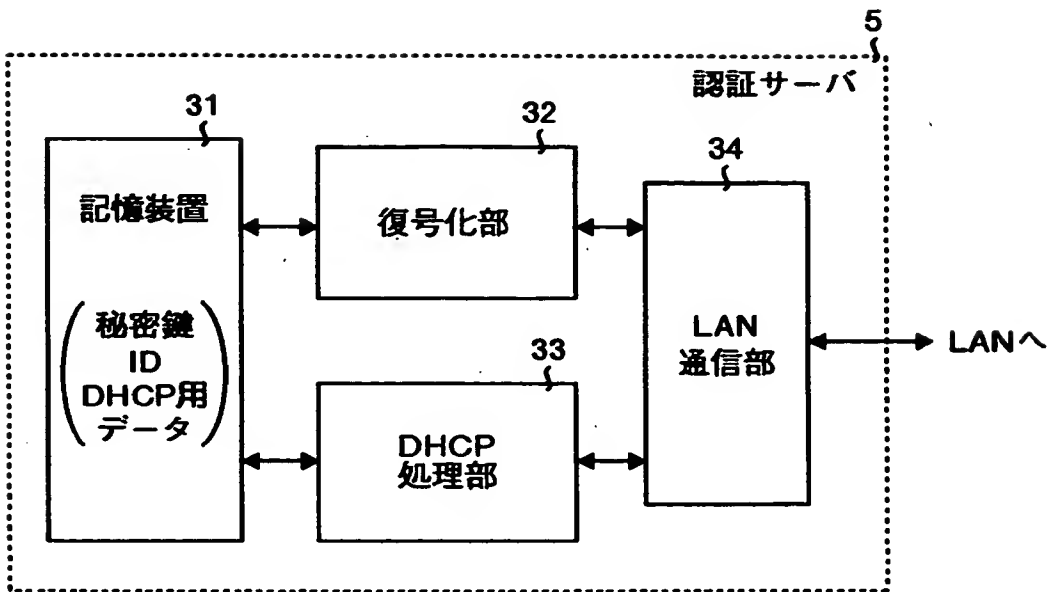 5
認証サーバ
31
記憶装置
秘密鍵
ID
DHCP用
データ
32
復号化部
33
DHCP
処理部
34
LAN
通信部
LANへ